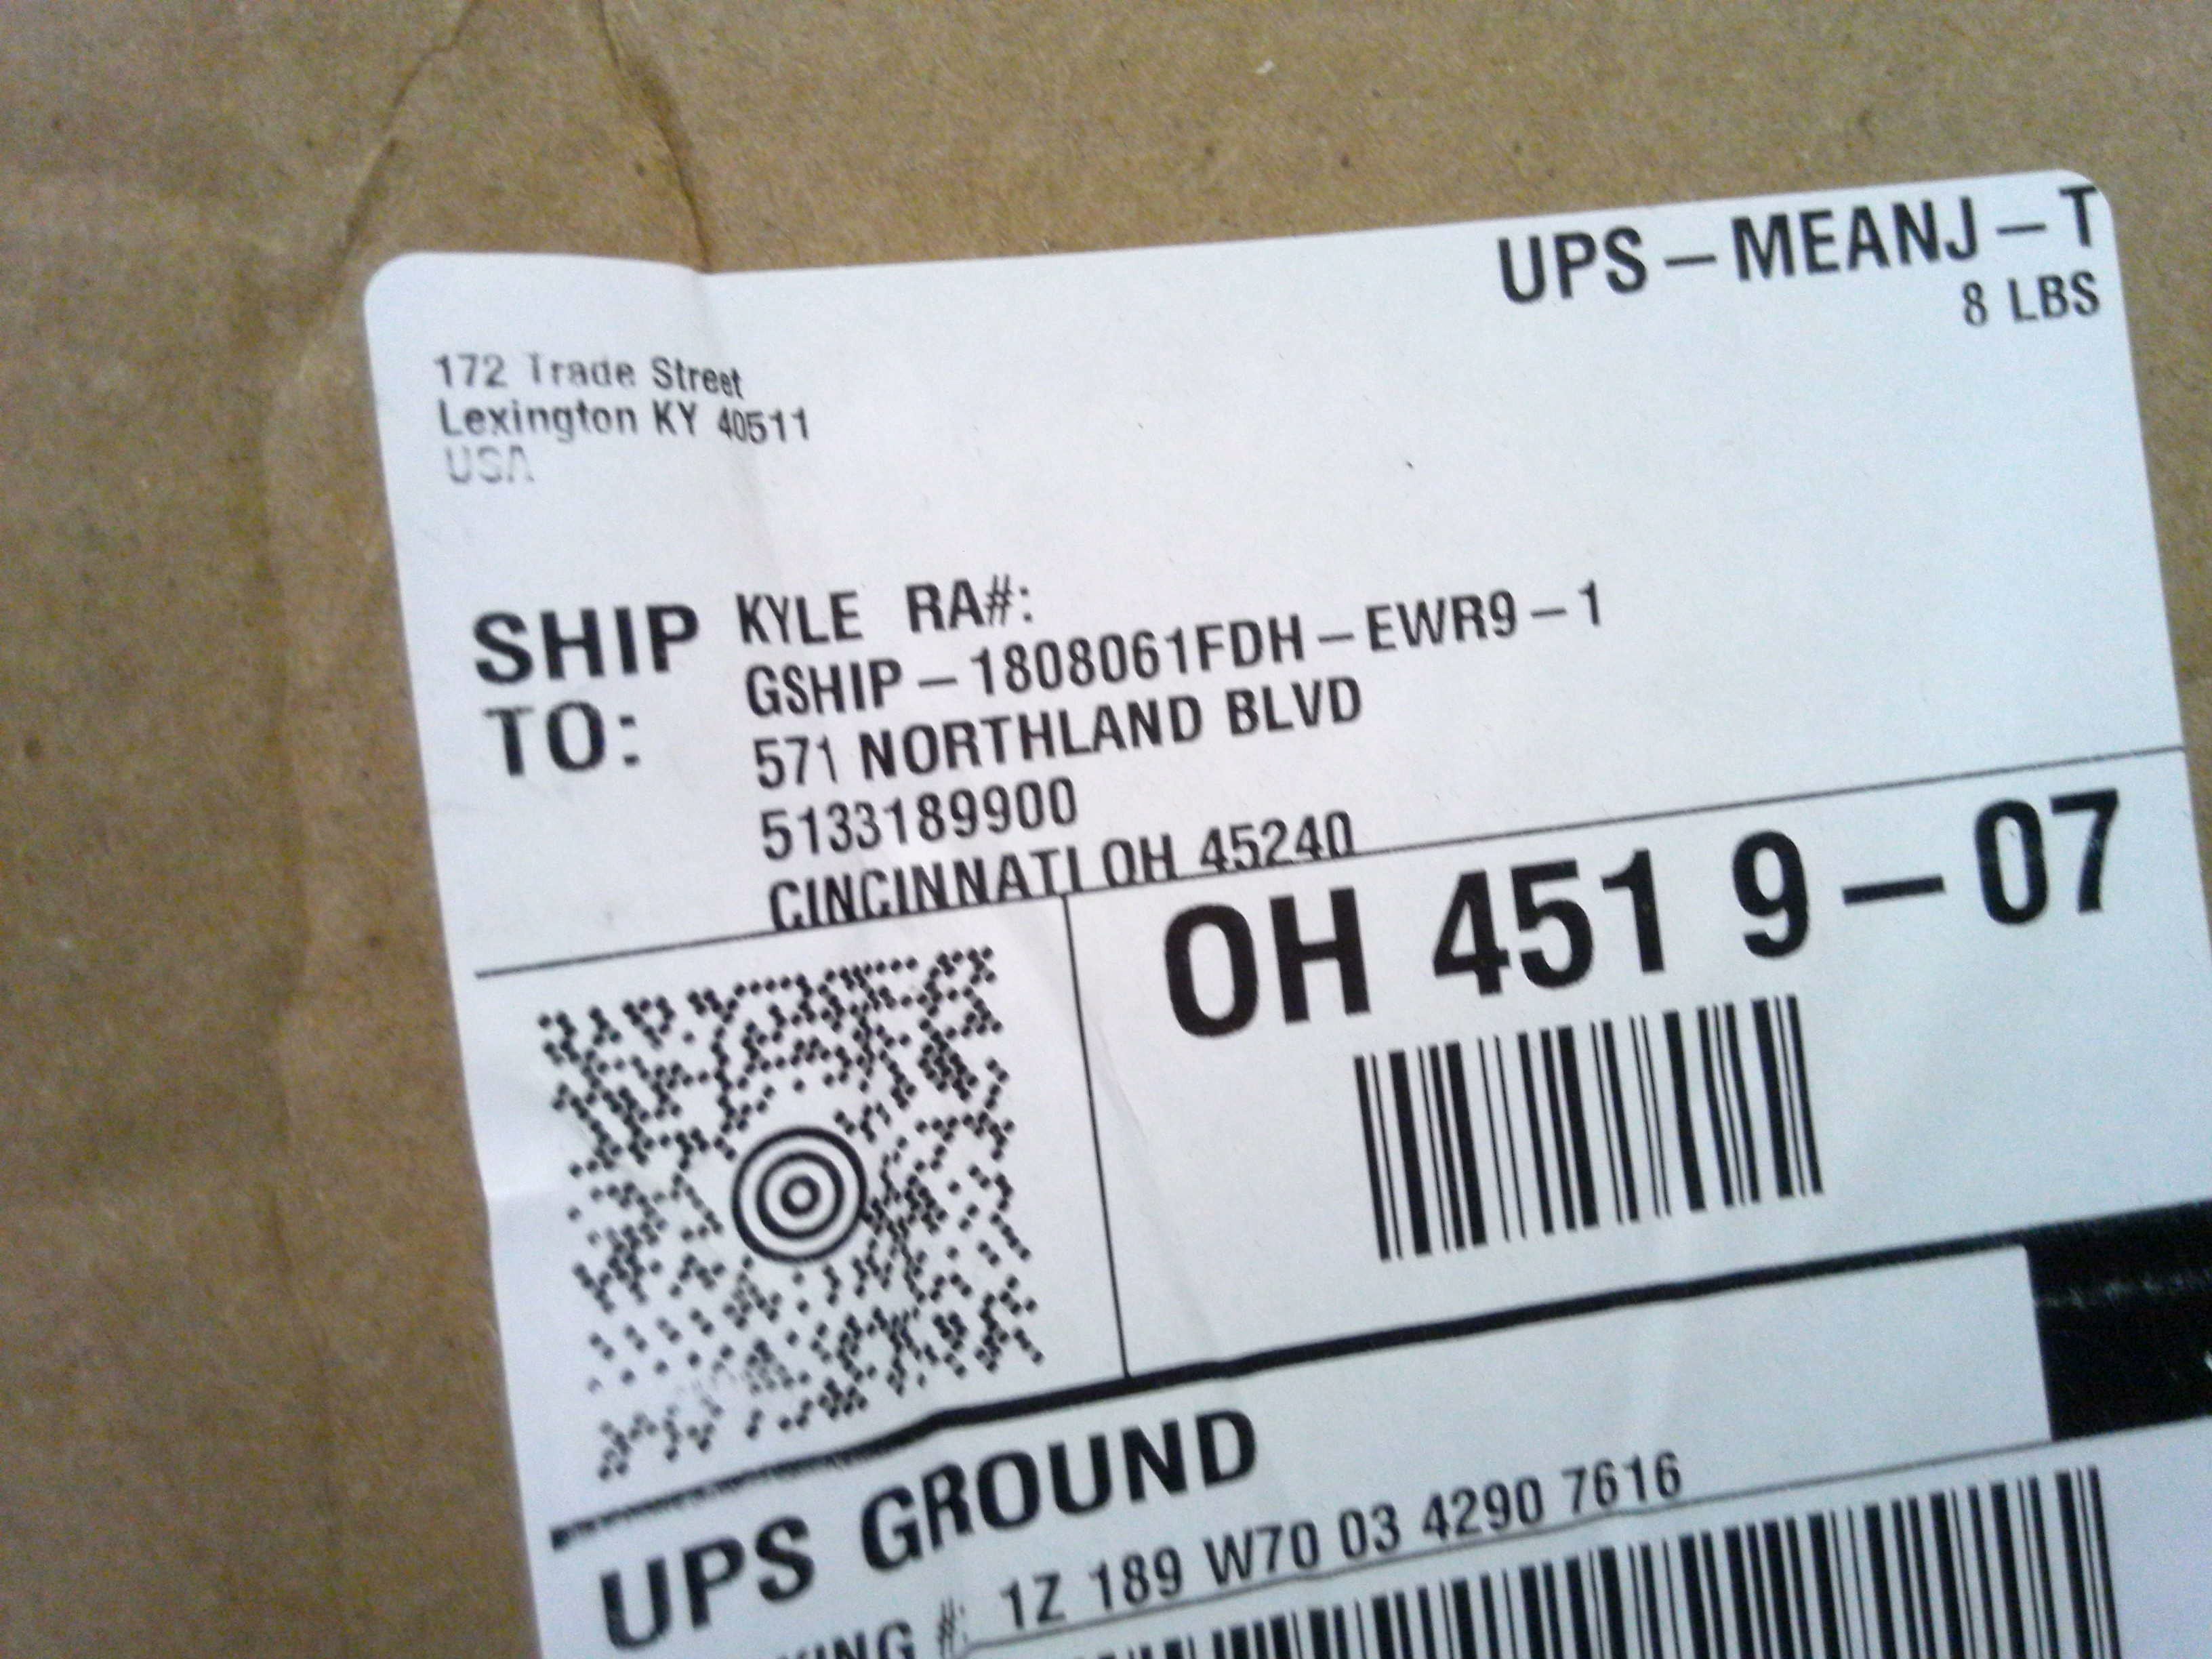 UPS – MEANJ – T
8 LBS
172 Trade Street
Lexington KY 40511
USA
SHIP TO:
KYLE RA#:
GSHIP – 1808061FDH – EWR9 – 1
571 NORTHLAND BLVD
5133189900
CINCINNATI OH 45240
OH 451 9 – 07
UPS GROUND
KING #: 1Z 189 W70 03 4290 7616